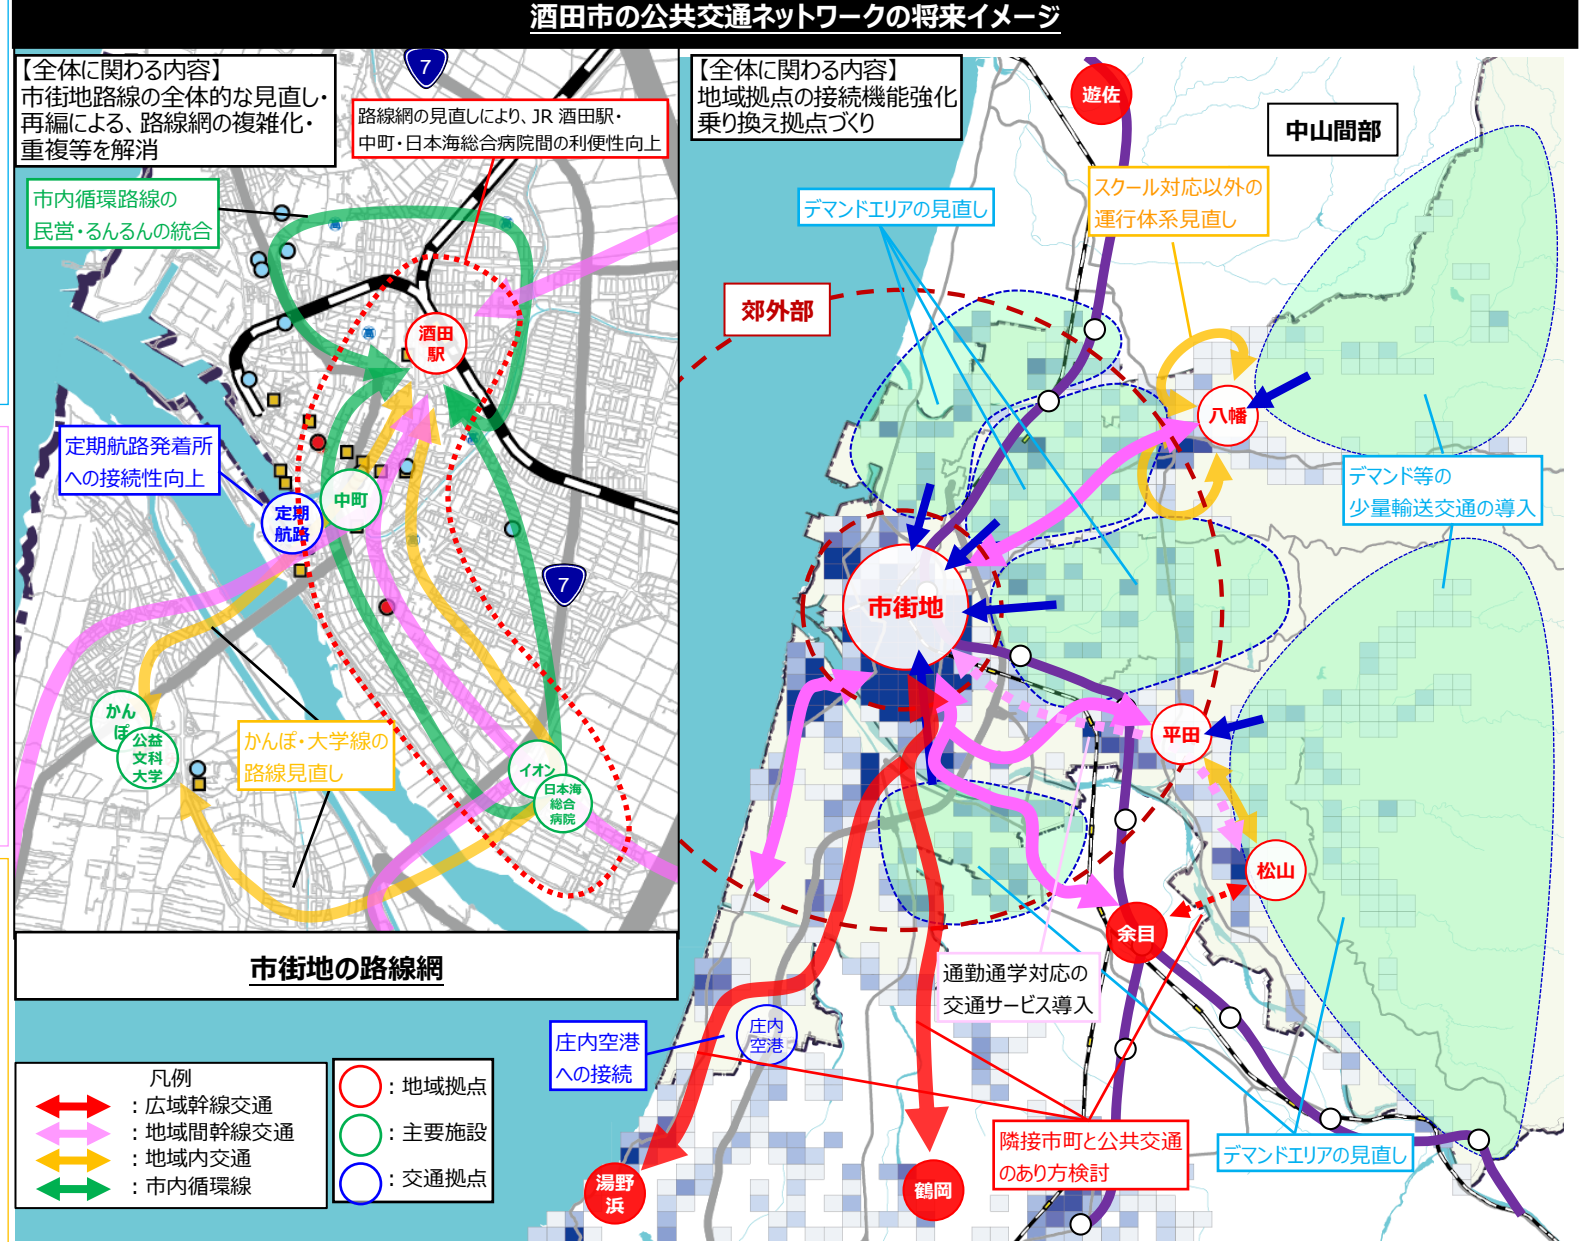 酒田市の公共交通ネットワークの将来イメージ
【全体に関わる内容】
市街地路線の全体的な見直し・
再編による、路線網の複雑化・
重複等を解消
7
路線網の見直しにより、JR 酒田駅・
中町・日本海総合病院間の利便性向上
市内循環路線の
民営・るんるんの統合
酒田
駅
定期航路発着所
への接続性向上
中町
定期
航路
7
かん
ぽ
公益
文科
大学
かんぽ・大学線の
路線見直し
イオン
日本海
総合
病院
市街地の路線網
【全体に関わる内容】
地域拠点の接続機能強化
乗り換え拠点づくり
遊佐
中山間部
デマンドエリアの見直し
スクール対応以外の
運行体系見直し
郊外部
八幡
デマンド等の
少量輸送交通の導入
市街地
平田
松山
余目
通勤通学対応の
交通サービス導入
庄内空港
への接続
庄内
空港
隣接市町と公共交通
のあり方検討
デマンドエリアの見直し
湯野
浜
鶴岡
凡例
：広域幹線交通
：地域間幹線交通
：地域内交通
：市内循環線
：地域拠点
：主要施設
：交通拠点